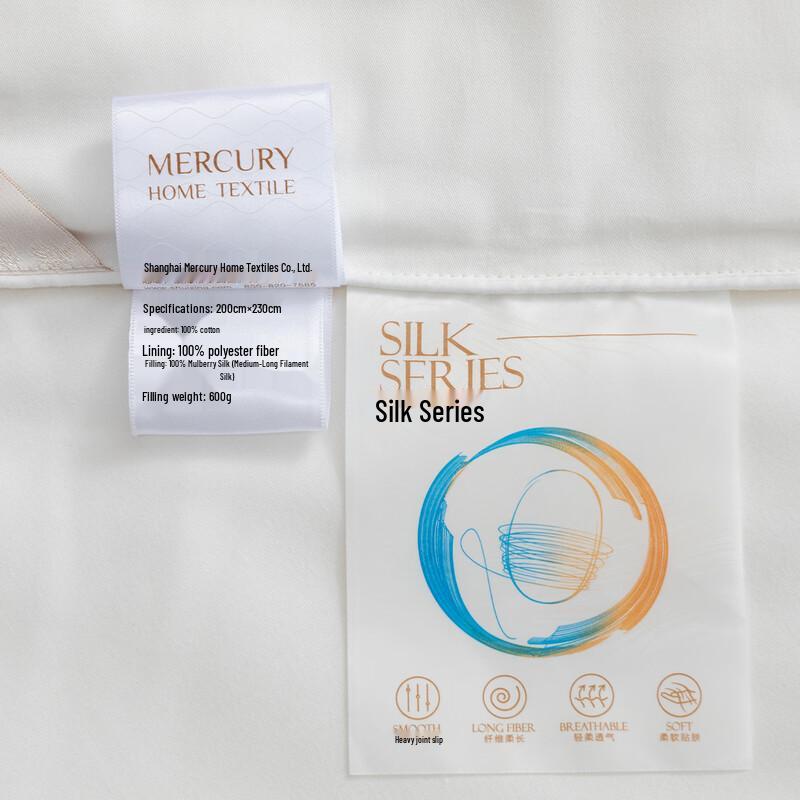 MERCURY
HOME TEXTILE
Shanghai Mercury Home Textiles Co., Ltd.
Specifications: 200cm×230cm
ingredient: 100% cotton
Lining: 100% polyester fiber
Filling: 100% Mulberry Silk (Medium-Long Filament
Silk)
Filling weight: 600g
SILK
SERIES
Silk Series
SMOOTH
Heavy joint slip
LONG FIBER
纤维柔长
BREATHABLE
轻柔透气
SOFT
柔软贴肤